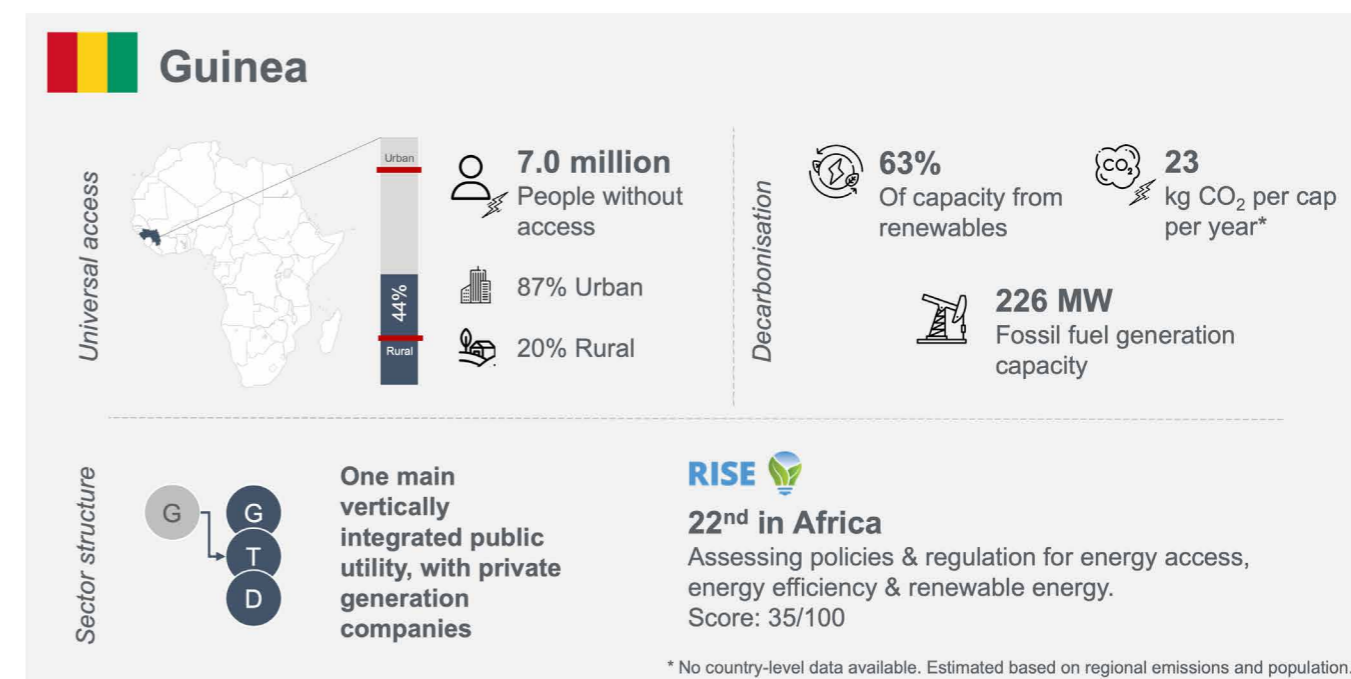 Guinea
Universal access
Urban
44%
Rural
7.0 million
People without
access
87% Urban
20% Rural
Decarbonisation
63%
Of capacity from
renewables
CO₂
23
kg CO₂ per cap
per year*
226 MW
Fossil fuel generation
capacity
Sector structure
G
G
T
D
One main
vertically
integrated public
utility, with private
generation
companies
RISE
22nd in Africa
Assessing policies & regulation for energy access,
energy efficiency & renewable energy.
Score: 35/100
* No country-level data available. Estimated based on regional emissions and population.